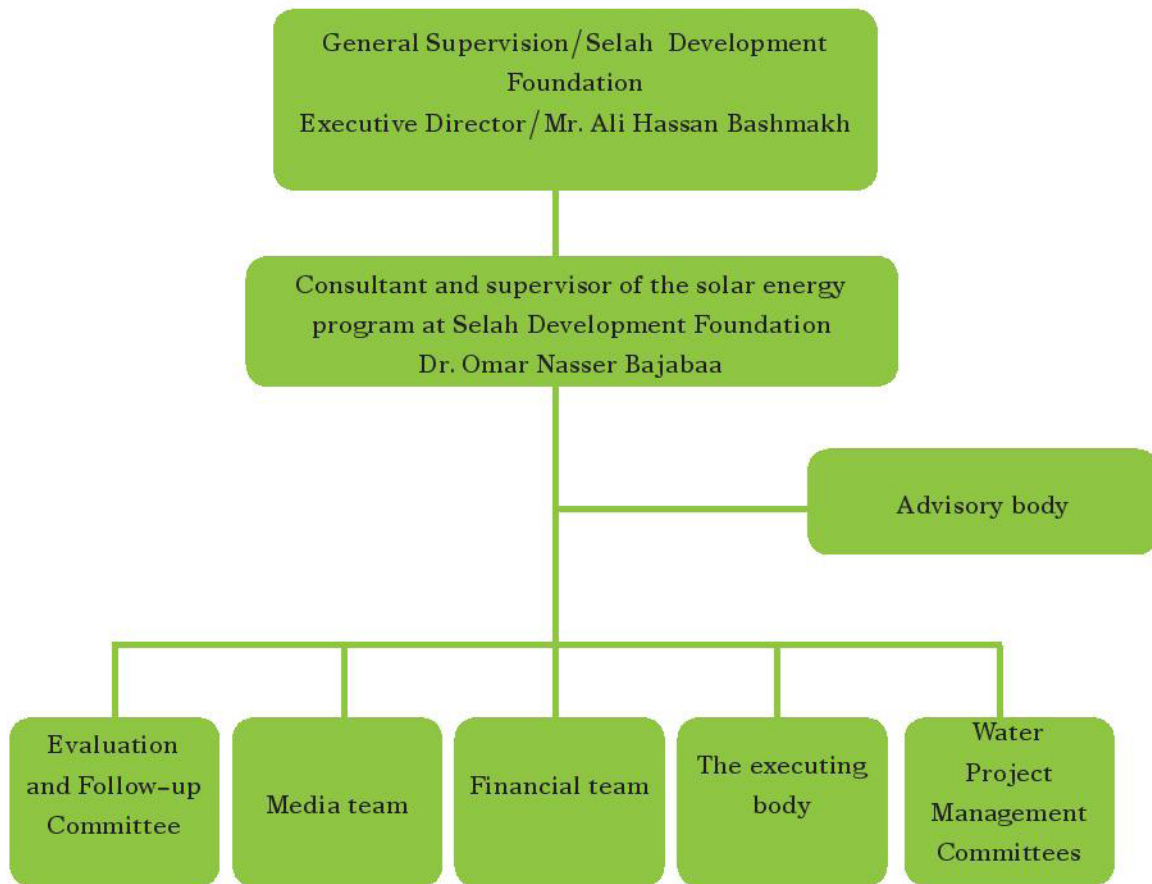 General Supervision/Selah Development
Foundation
Executive Director/Mr. Ali Hassan Bashmakh
Consultant and supervisor of the solar energy
program at Selah Development Foundation
Dr. Omar Nasser Bajabaa
Advisory body
Evaluation
and Follow-up
Committee
Media team
Financial team
The executing
body
Water
Project
Management
Committees